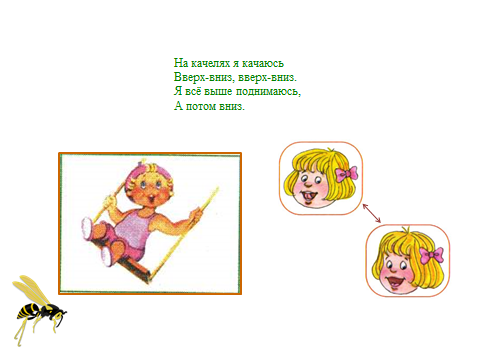 На качелях я качаюсь
Вверх-вниз, вверх-вниз.
Я всё выше поднимаюсь,
А потом вниз.